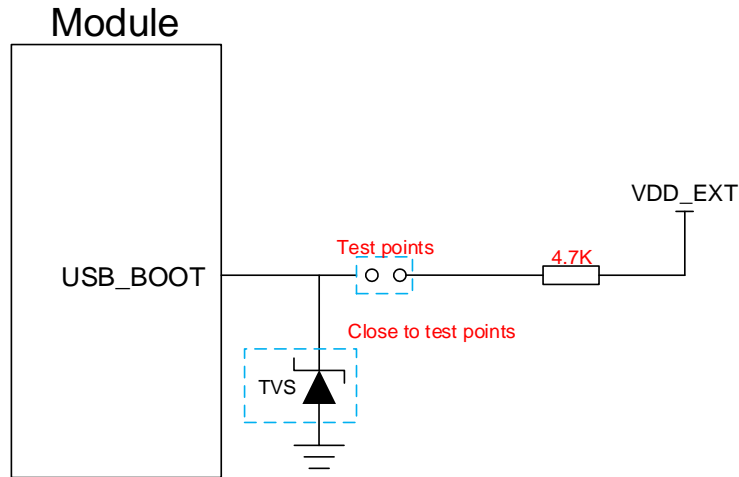 Module
VDD_EXT
Test points
4.7K
USB_BOOT
Close to test points
TVS